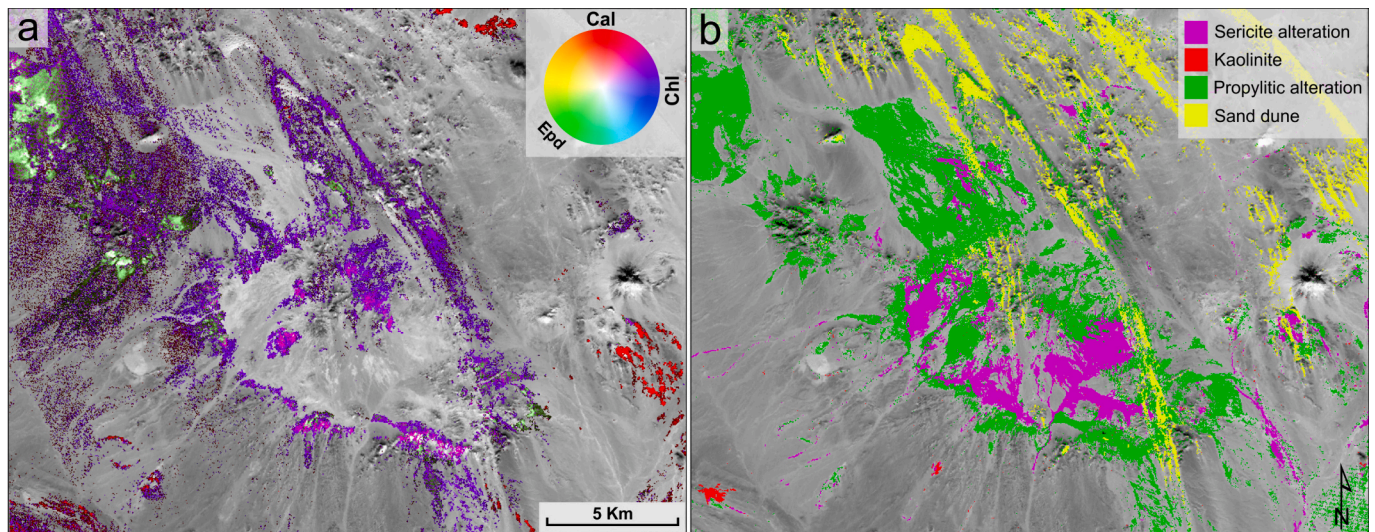 a
Cal
Chl
Epd
5 Km
b
Sericite alteration
Kaolinite
Propylitic alteration
Sand dune
N